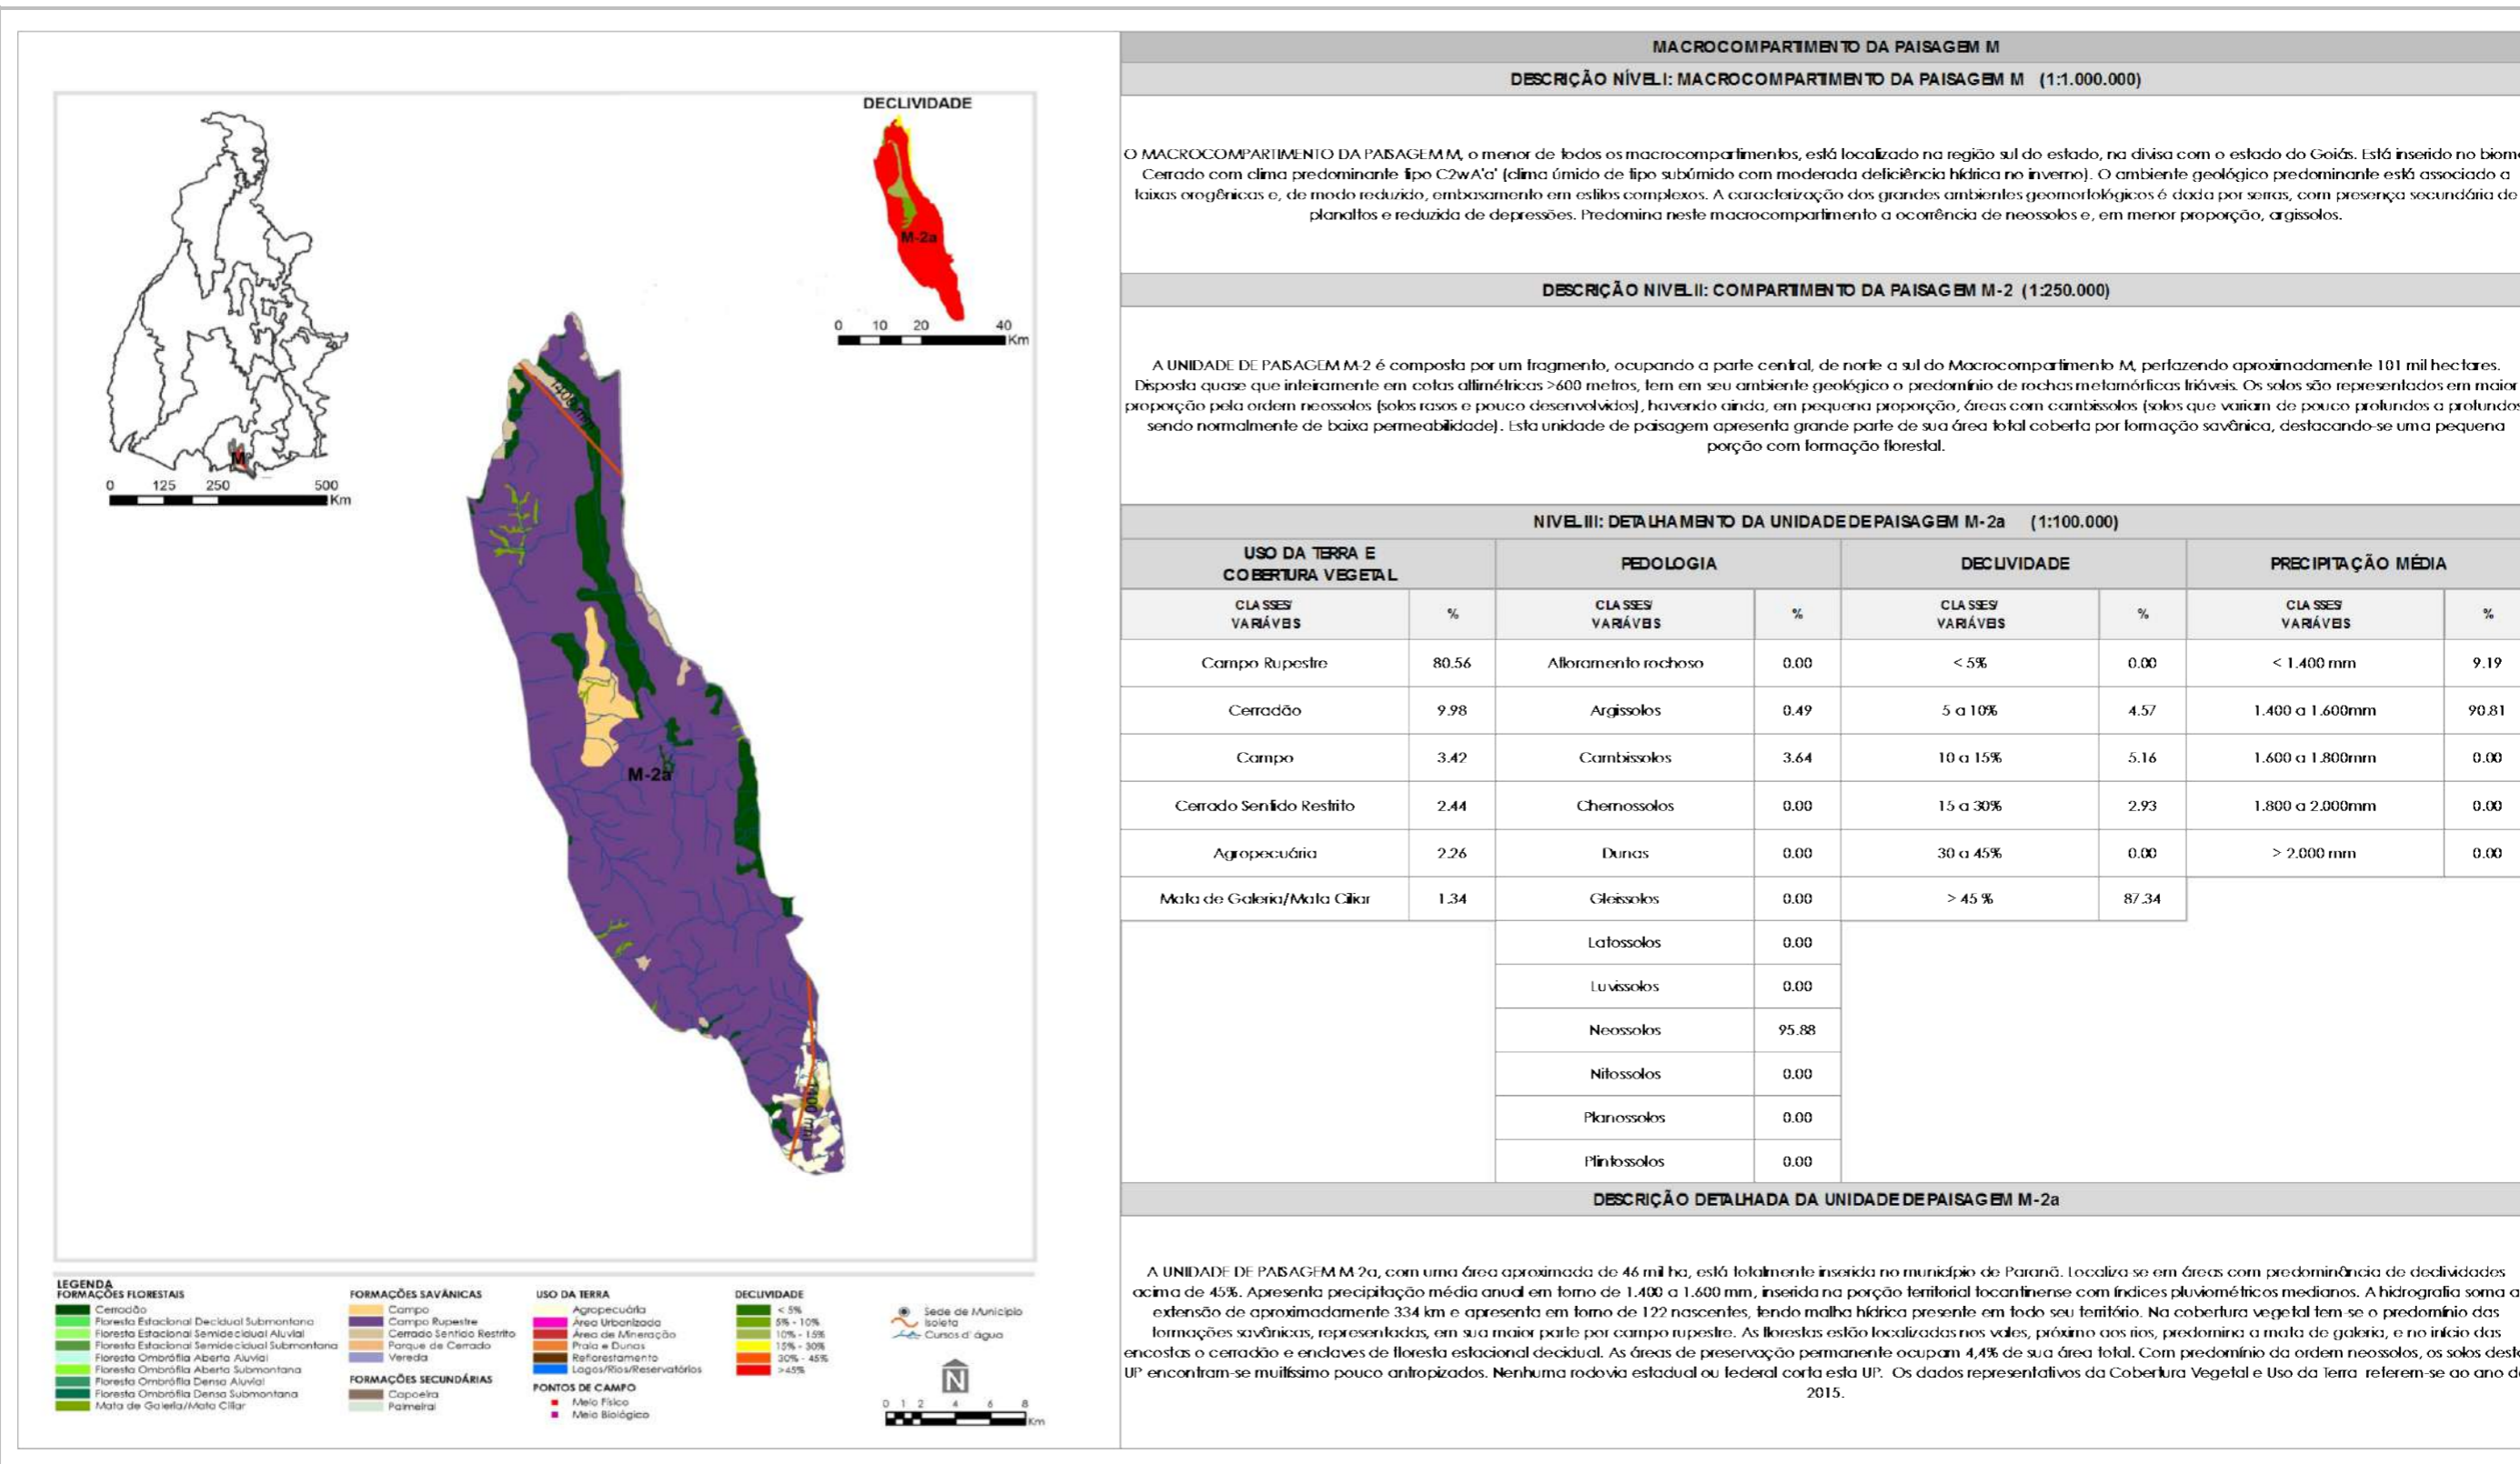 DECLIVIDADE
M-2a
0 10 20 40
Km
M
0 125 250 500
Km
1400 mm
M-2a
1400 mm
LEGENDA
FORMAÇÕES FLORESTAIS
Cerradão
Floresta Estacional Decidual Submontana
Floresta Estacional Semidecidual Aluvial
Floresta Estacional Semidecidual Submontana
Floresta Ombrófila Aberta Aluvial
Floresta Ombrófila Aberta Submontana
Floresta Ombrófila Densa Aluvial
Floresta Ombrófila Densa Submontana
Mata de Galeria/Mata Ciliar
FORMAÇÕES SAVÂNICAS
Campo
Campo Rupestre
Cerrado Sentido Restrito
Parque de Cerrado
Vereda
FORMAÇÕES SECUNDÁRIAS
Capoeira
Palmeiral
USO DA TERRA
Agropecuária
Área Urbanizada
Área de Mineração
Praia e Dunas
Reflorestamento
Lagos/Rios/Reservatórios
PONTOS DE CAMPO
Meio Físico
Meio Biológico
DECLIVIDADE
< 5%
5% - 10%
10% - 15%
15% - 30%
30% - 45%
>45%
Sede de Município
Isoieta
Cursos d'água
N
0 1 2 4 6 8
Km
MACROCOMPARTIMENTO DA PAISAGEM M
DESCRIÇÃO NÍVEL I: MACROCOMPARTIMENTO DA PAISAGEM M (1:1.000.000)
O MACROCOMPARTIMENTO DA PAISAGEM M, o menor de todos os macrocompartimentos, está localizado na região sul do estado, na divisa com o estado do Goiás. Está inserido no biom
Cerrado com clima predominante tipo C2wA'a' (clima úmido de tipo subúmido com moderada deficiência hídrica no inverno). O ambiente geológico predominante está associado a
faixas orogênicas e, de modo reduzido, embasamento em estilos complexos. A caracterização dos grandes ambientes geomorfológicos é dada por serras, com presença secundária de
planaltos e reduzida de depressões. Predomina neste macrocompartimento a ocorrência de neossolos e, em menor proporção, argissolos.
DESCRIÇÃO NIVEL II: COMPARTIMENTO DA PAISAGEM M-2 (1:250.000)
A UNIDADE DE PAISAGEM M-2 é composta por um fragmento, ocupando a parte central, de norte a sul do Macrocompartimento M, perfazendo aproximadamente 101 mil hectares.
Disposta quase que inteiramente em cotas altimétricas >600 metros, tem em seu ambiente geológico o predomínio de rochas metamórficas friáveis. Os solos são representados em maior
proporção pela ordem neossolos (solos rasos e pouco desenvolvidos), havendo ainda, em pequena proporção, áreas com cambissolos (solos que variam de pouco profundos a profundos
sendo normalmente de baixa permeabilidade). Esta unidade de paisagem apresenta grande parte de sua área total coberta por formação savânica, destacando-se uma pequena
porção com formação florestal.
NIVEL III: DETALHAMENTO DA UNIDADE DE PAISAGEM M-2a (1:100.000)
USO DA TERRA E COBERTURA VEGETAL PEDOLOGIA DECLIVIDADE PRECIPITAÇÃO MÉDIA
CLASSES/ VARIÁVEIS % CLASSES/ VARIÁVEIS % CLASSES/ VARIÁVEIS % CLASSES/ VARIÁVEIS %
Campo Rupestre 80.56 Afloramento rochoso 0.00 < 5% 0.00 < 1.400 mm 9.19
Cerradão 9.98 Argissolos 0.49 5 a 10% 4.57 1.400 a 1.600mm 90.81
Campo 3.42 Cambissolos 3.64 10 a 15% 5.16 1.600 a 1.800mm 0.00
Cerrado Sentido Restrito 2.44 Chernossolos 0.00 15 a 30% 2.93 1.800 a 2.000mm 0.00
Agropecuária 2.26 Dunas 0.00 30 a 45% 0.00 > 2.000 mm 0.00
Mata de Galeria/Mata Ciliar 1.34 Gleissolos 0.00 > 45 % 87.34
Latossolos 0.00
Luvissolos 0.00
Neossolos 95.88
Nitossolos 0.00
Planossolos 0.00
Plintossolos 0.00
DESCRIÇÃO DETALHADA DA UNIDADE DE PAISAGEM M-2a
A UNIDADE DE PAISAGEM M 2a, com uma área aproximada de 46 mil ha, está totalmente inserida no município de Paranã. Localiza se em áreas com predominância de declividades
acima de 45%. Apresenta precipitação média anual em torno de 1.400 a 1.600 mm, inserida na porção territorial tocantinense com índices pluviométricos medianos. A hidrografia soma a
extensão de aproximadamente 334 km e apresenta em torno de 122 nascentes, tendo malha hídrica presente em todo seu território. Na cobertura vegetal tem-se o predomínio das
formações savânicas, representadas, em sua maior parte por campo rupestre. As florestas estão localizadas nos vales, próximo aos rios, predomina a mata de galeria, e no início das
encostas o cerradão e enclaves de floresta estacional decidual. As áreas de preservação permanente ocupam 4,4% de sua área total. Com predomínio da ordem neossolos, os solos desta
UP encontram-se muitíssimo pouco antropizados. Nenhuma rodovia estadual ou federal corta esta UP. Os dados representativos da Cobertura Vegetal e Uso da Terra referem-se ao ano d
2015.